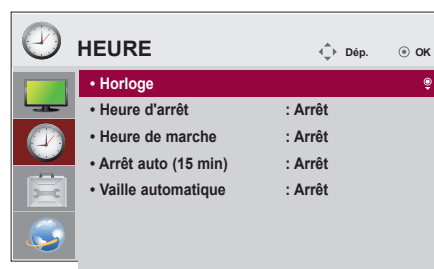 HEURE Dép. OK
• Horloge
• Heure d'arrêt : Arrêt
• Heure de marche : Arrêt
• Arrêt auto (15 min) : Arrêt
• Vaille automatique : Arrêt